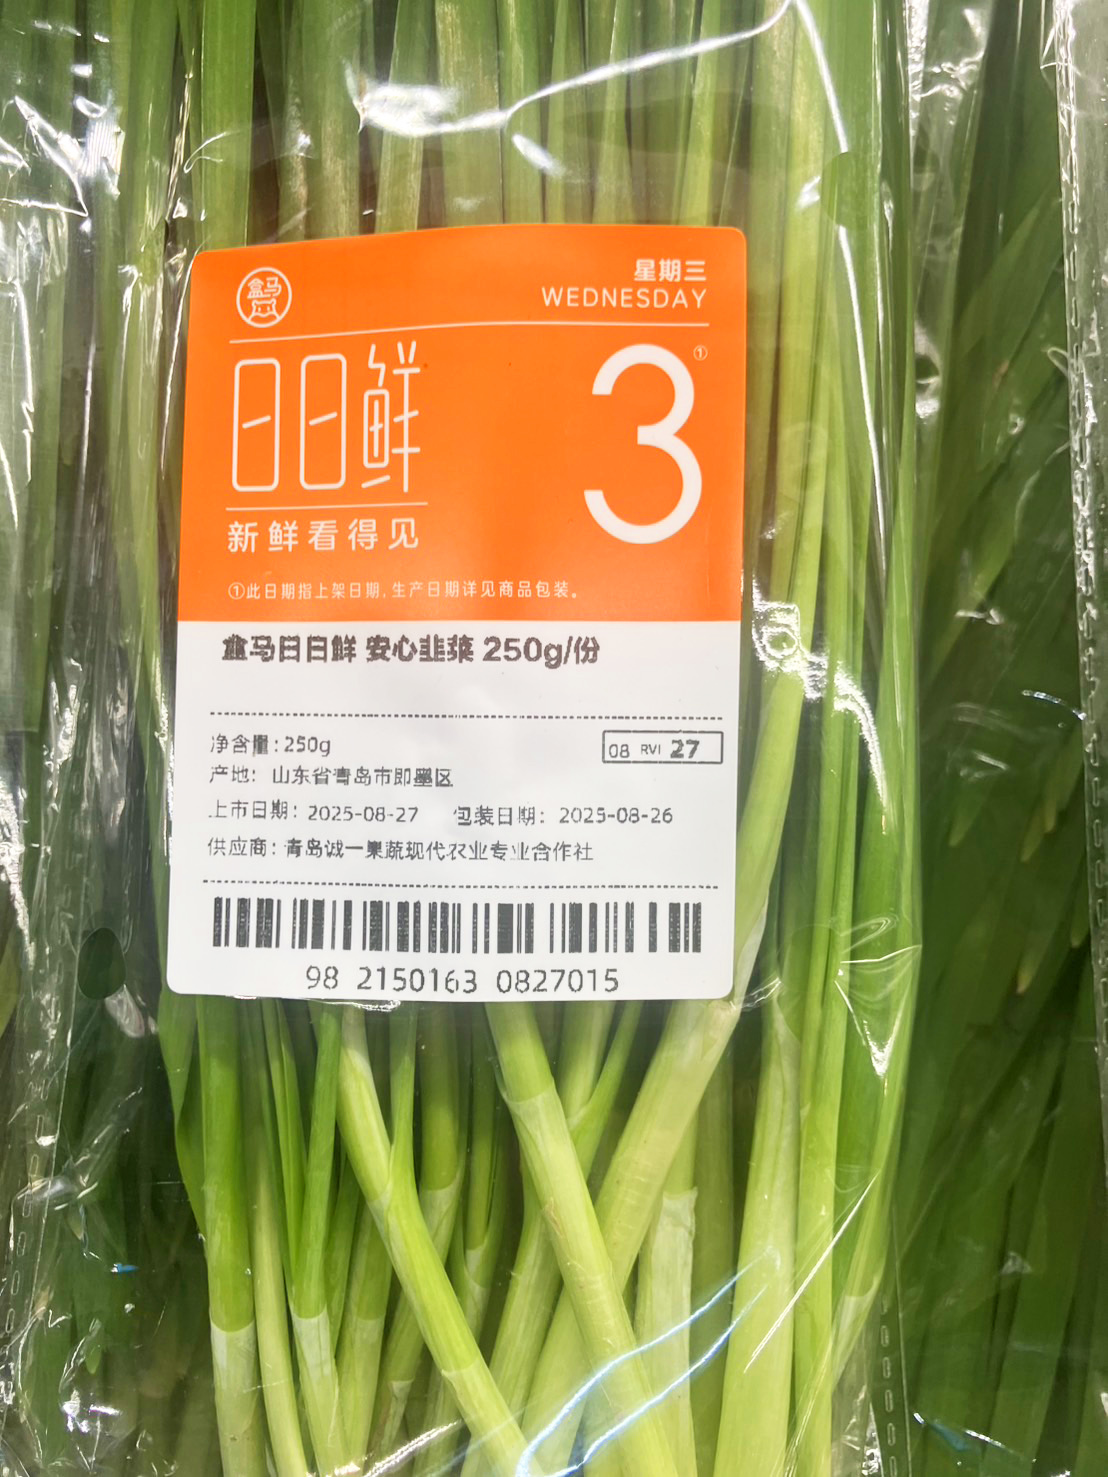 盒马
星期三
WEDNESDAY
日日鲜
3①
新鲜看得见
①此日期指上架日期,生产日期详见商品包装。
盒马日日鲜 安心韭菜 250g/份
净含量:250g
08 RVI 27
产地: 山东省青岛市即墨区
上市日期: 2025-08-27 包装日期: 2025-08-26
供应商: 青岛诚一果蔬现代农业专业合作社
98 2150163 0827015